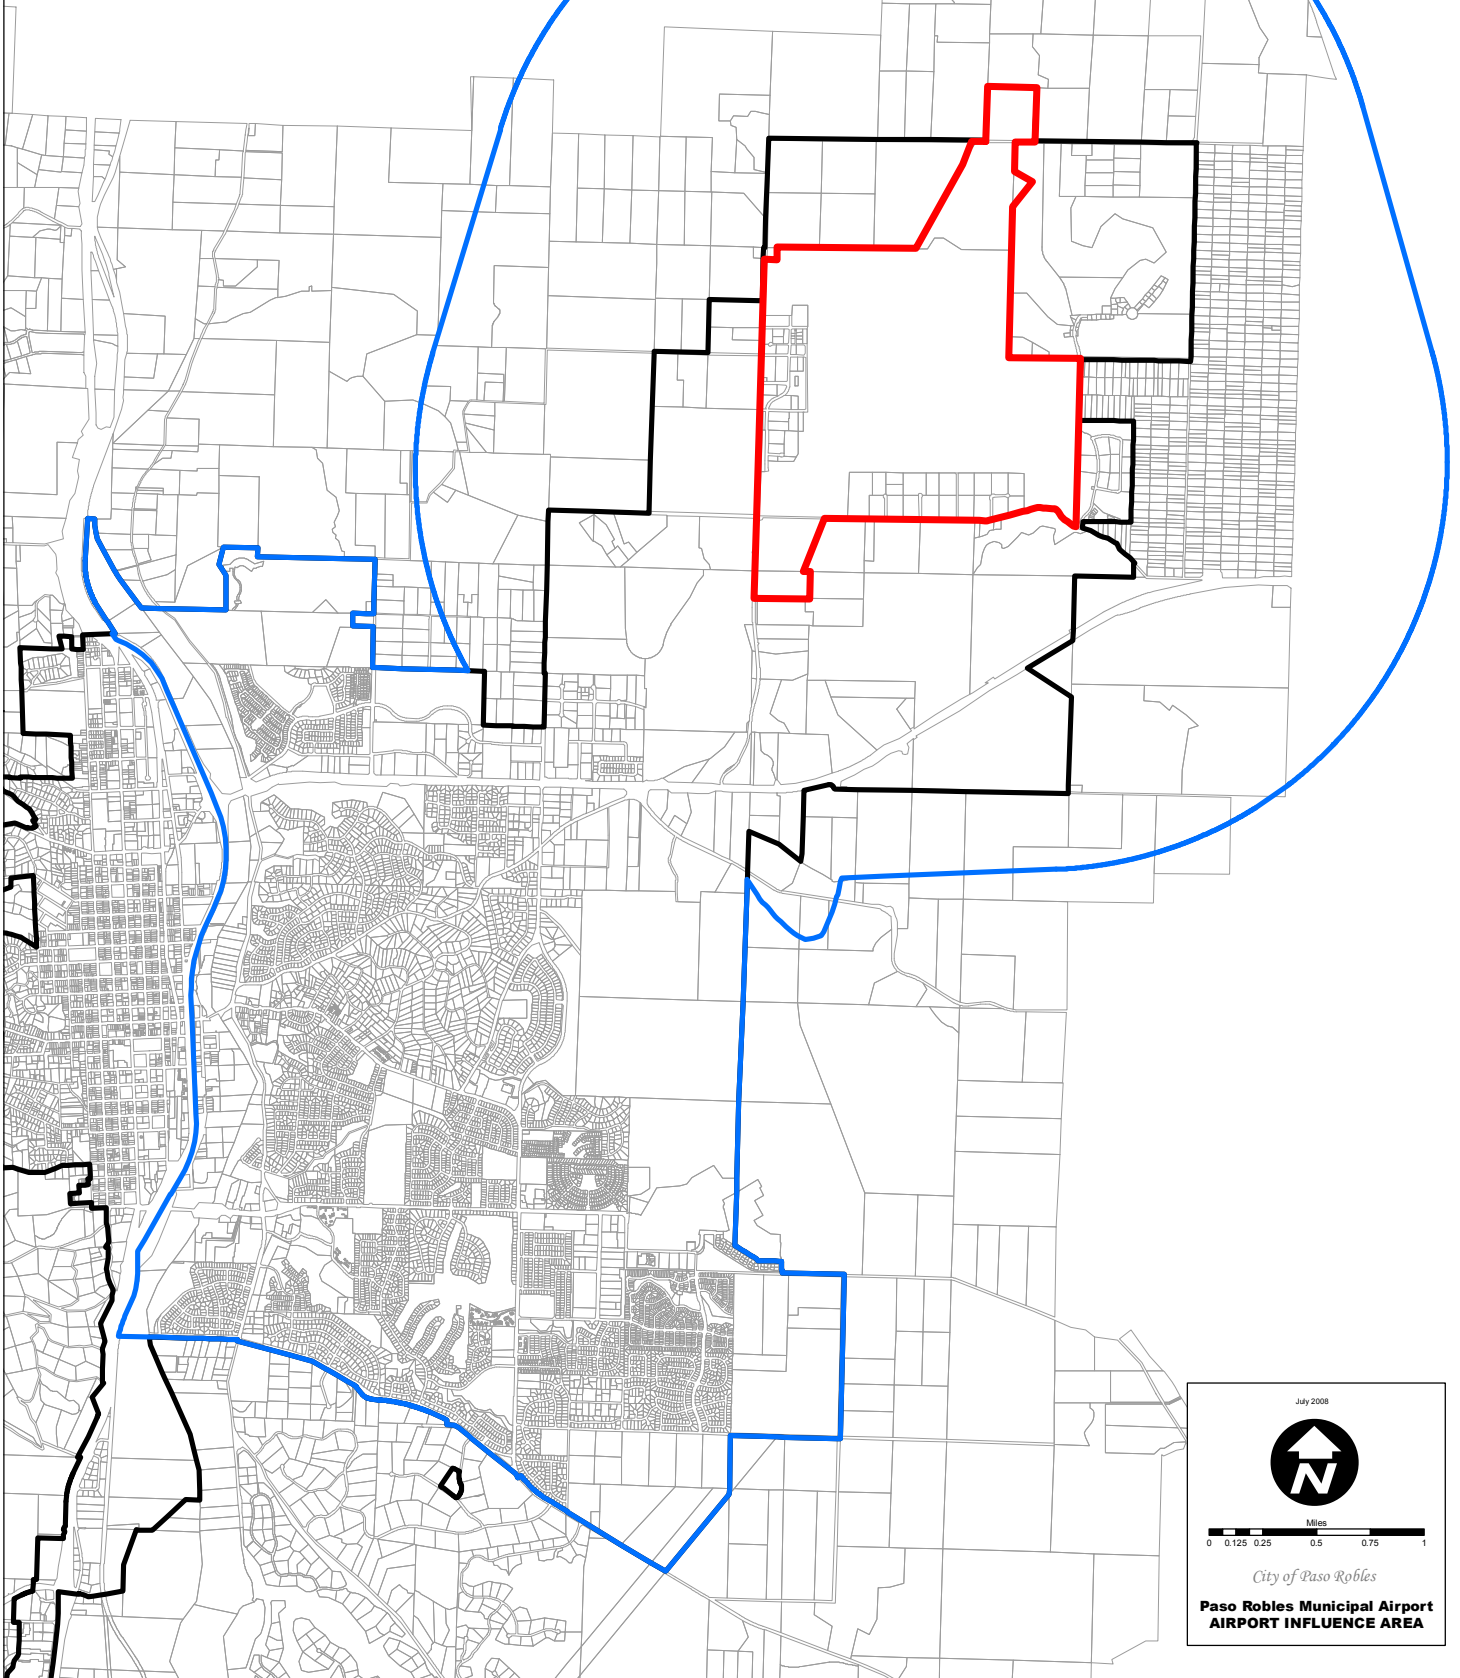 July 2008
N
Miles
0 0.125 0.25 0.5 0.75 1
City of Paso Robles
Paso Robles Municipal Airport
AIRPORT INFLUENCE AREA